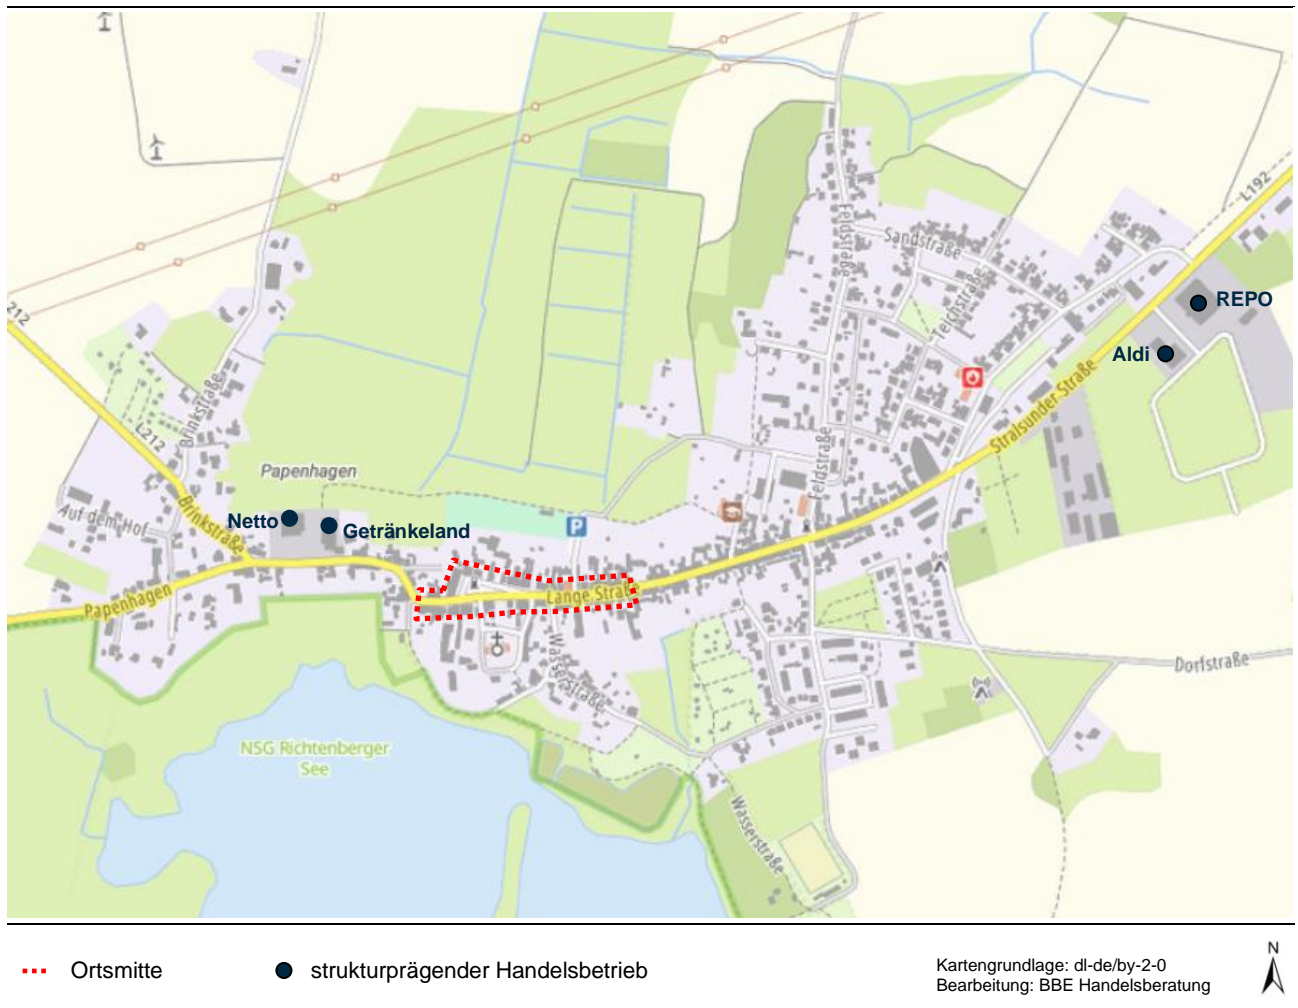 L192
Feldstraße
Sandstraße
Teichstraße
REPO
Aldi
212
L212
Brinkstraße
Stralsunder Straße
Papenhagen
Feldstraße
Auf dem Hof
Brinkstraße
Netto
Getränkeland
P
Papenhagen
Lange Straße
Wasserstraße
Dorfstraße
NSG Richtenberger
See
Wasserstraße
Ortsmitte
strukturprägender Handelsbetrieb
Kartengrundlage: dl-de/by-2-0
Bearbeitung: BBE Handelsberatung
N